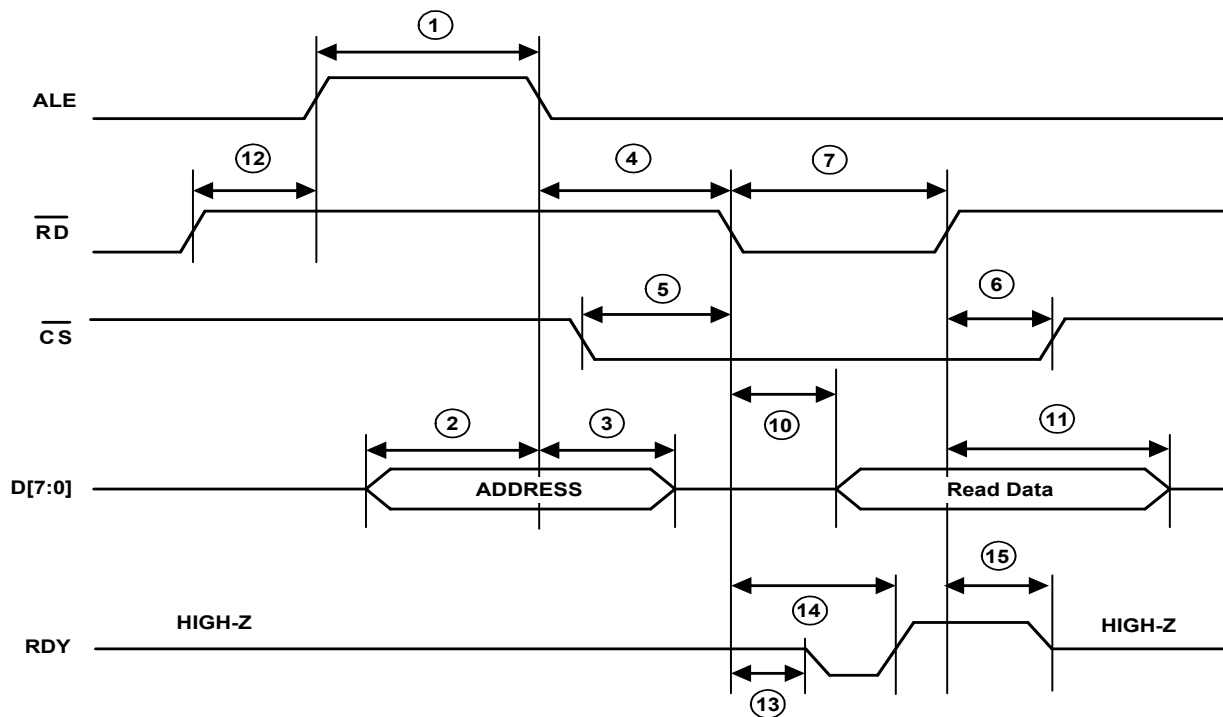 1
ALE
12
4
7
RD
5
6
CS
10
2
3
11
D[7:0]
ADDRESS
Read Data
15
14
HIGH-Z
HIGH-Z
RDY
13